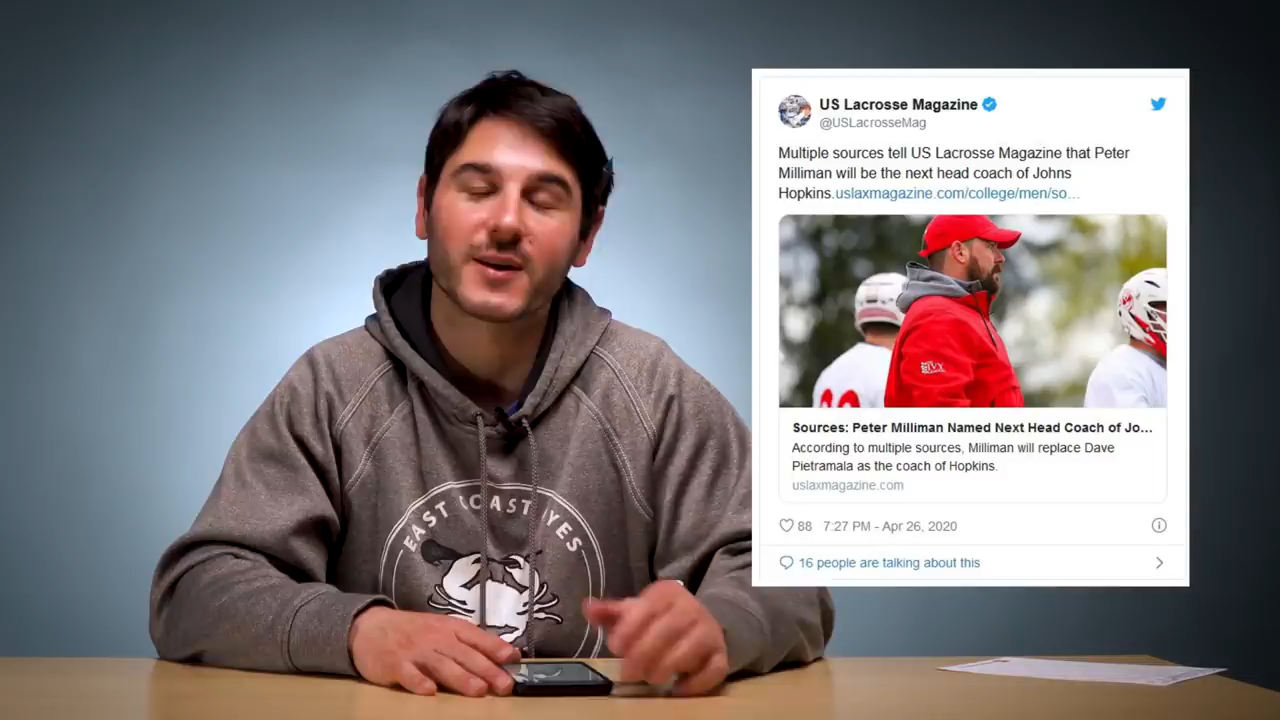 US Lacrosse Magazine
@USLacrosseMag
Multiple sources tell US Lacrosse Magazine that Peter
Milliman will be the next head coach of Johns
Hopkins.uslaxmagazine.com/college/men/so…
IVY
Sources: Peter Milliman Named Next Head Coach of Jo...
According to multiple sources, Milliman will replace Dave
Pietramala as the coach of Hopkins.
uslaxmagazine.com
88 7:27 PM - Apr 26, 2020
16 people are talking about this
EAST COAST DYES